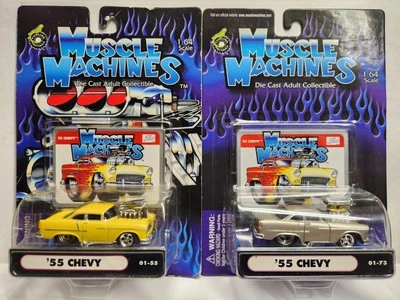 MUSCLE
MACHINES
1:64
Scale
Die Cast Adult Collectible
TM
'55 CHEVY
MUSCLE
MACHINES
'55 CHEVY
01-55
MUSCLE
MACHINES
1:64
Scale
Die Cast Adult Collectible
'55 CHEVY
MUSCLE
MACHINES
WARNING:
'55 CHEVY
01-73